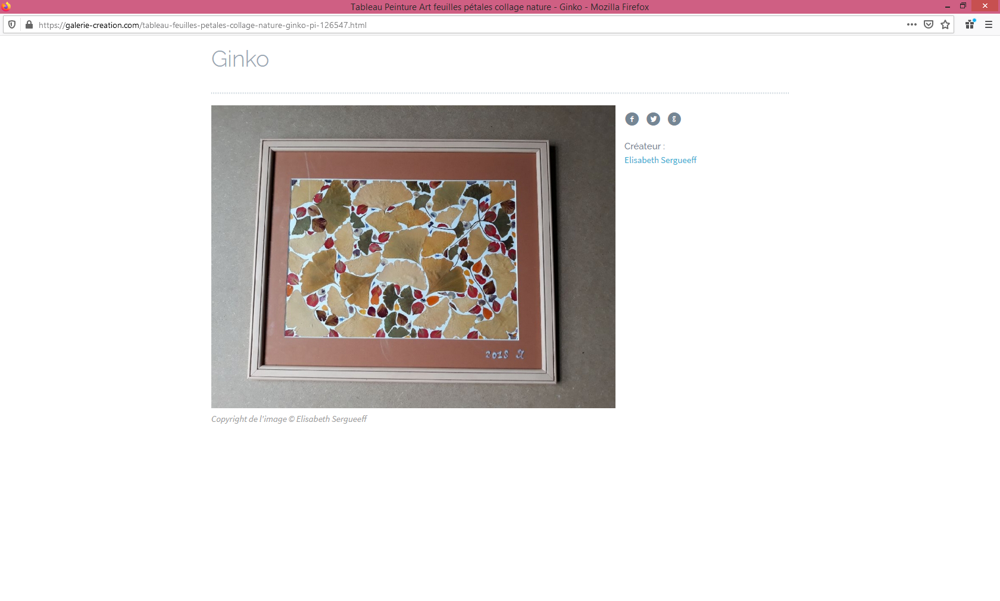 Tableau Peinture Art feuilles pétales collage nature - Ginko - Mozilla Firefox
https://galerie-creation.com/tableau-feuilles-petales-collage-nature-ginko-pi-126547.html
Ginko
Créateur :
Elisabeth Sergueeff
2018
Copyright de l'image © Elisabeth Sergueeff